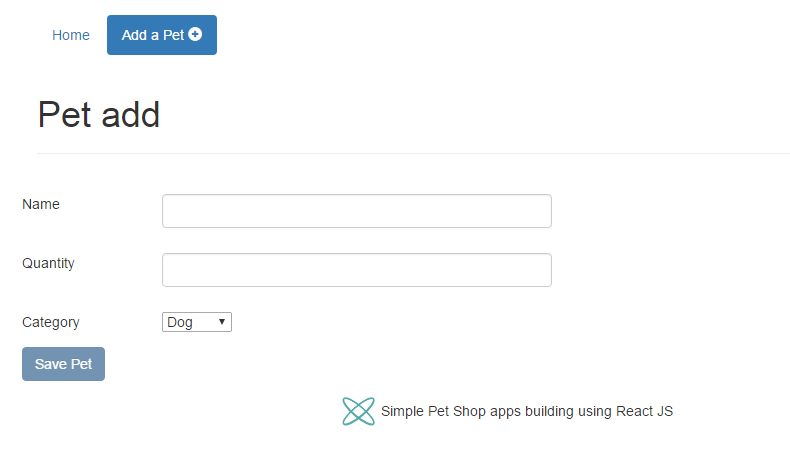 Home Add a Pet
Pet add
Name
Quantity
Category Dog
Save Pet
Simple Pet Shop apps building using React JS